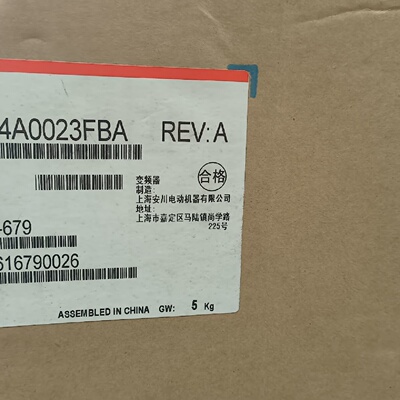 4A0023FBA REV:A
变频器
合格
制造:
上海安川电动机器有限公司
地址:
上海市嘉定区马陆镇尚学路
225号
-679
616790026
ASSEMBLED IN CHINA GW: 5 Kg